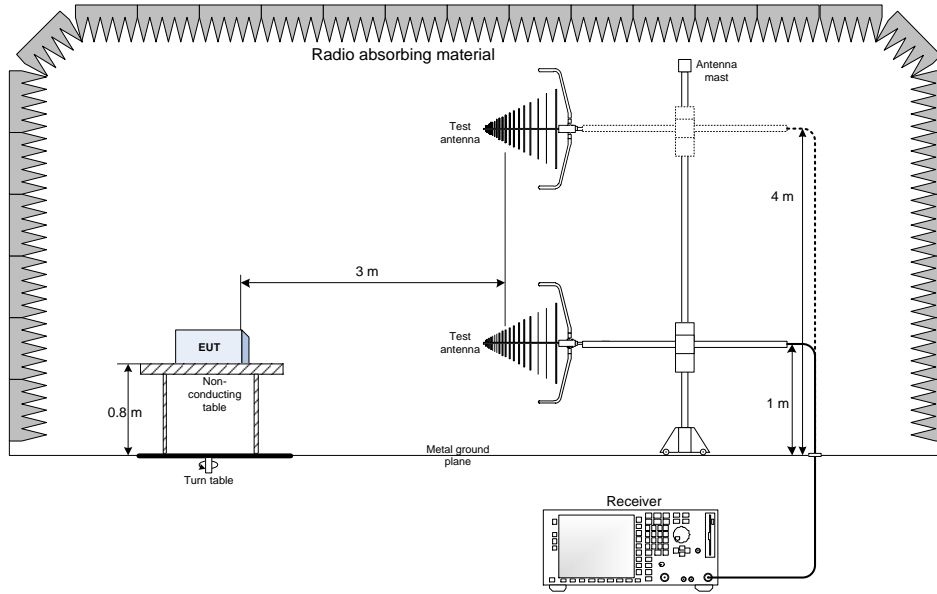 Radio absorbing material
Antenna
mast
Test
antenna
4 m
3 m
EUT
Test
antenna
Non-
conducting
table
0.8 m
1 m
Metal ground
plane
Turn table
Receiver